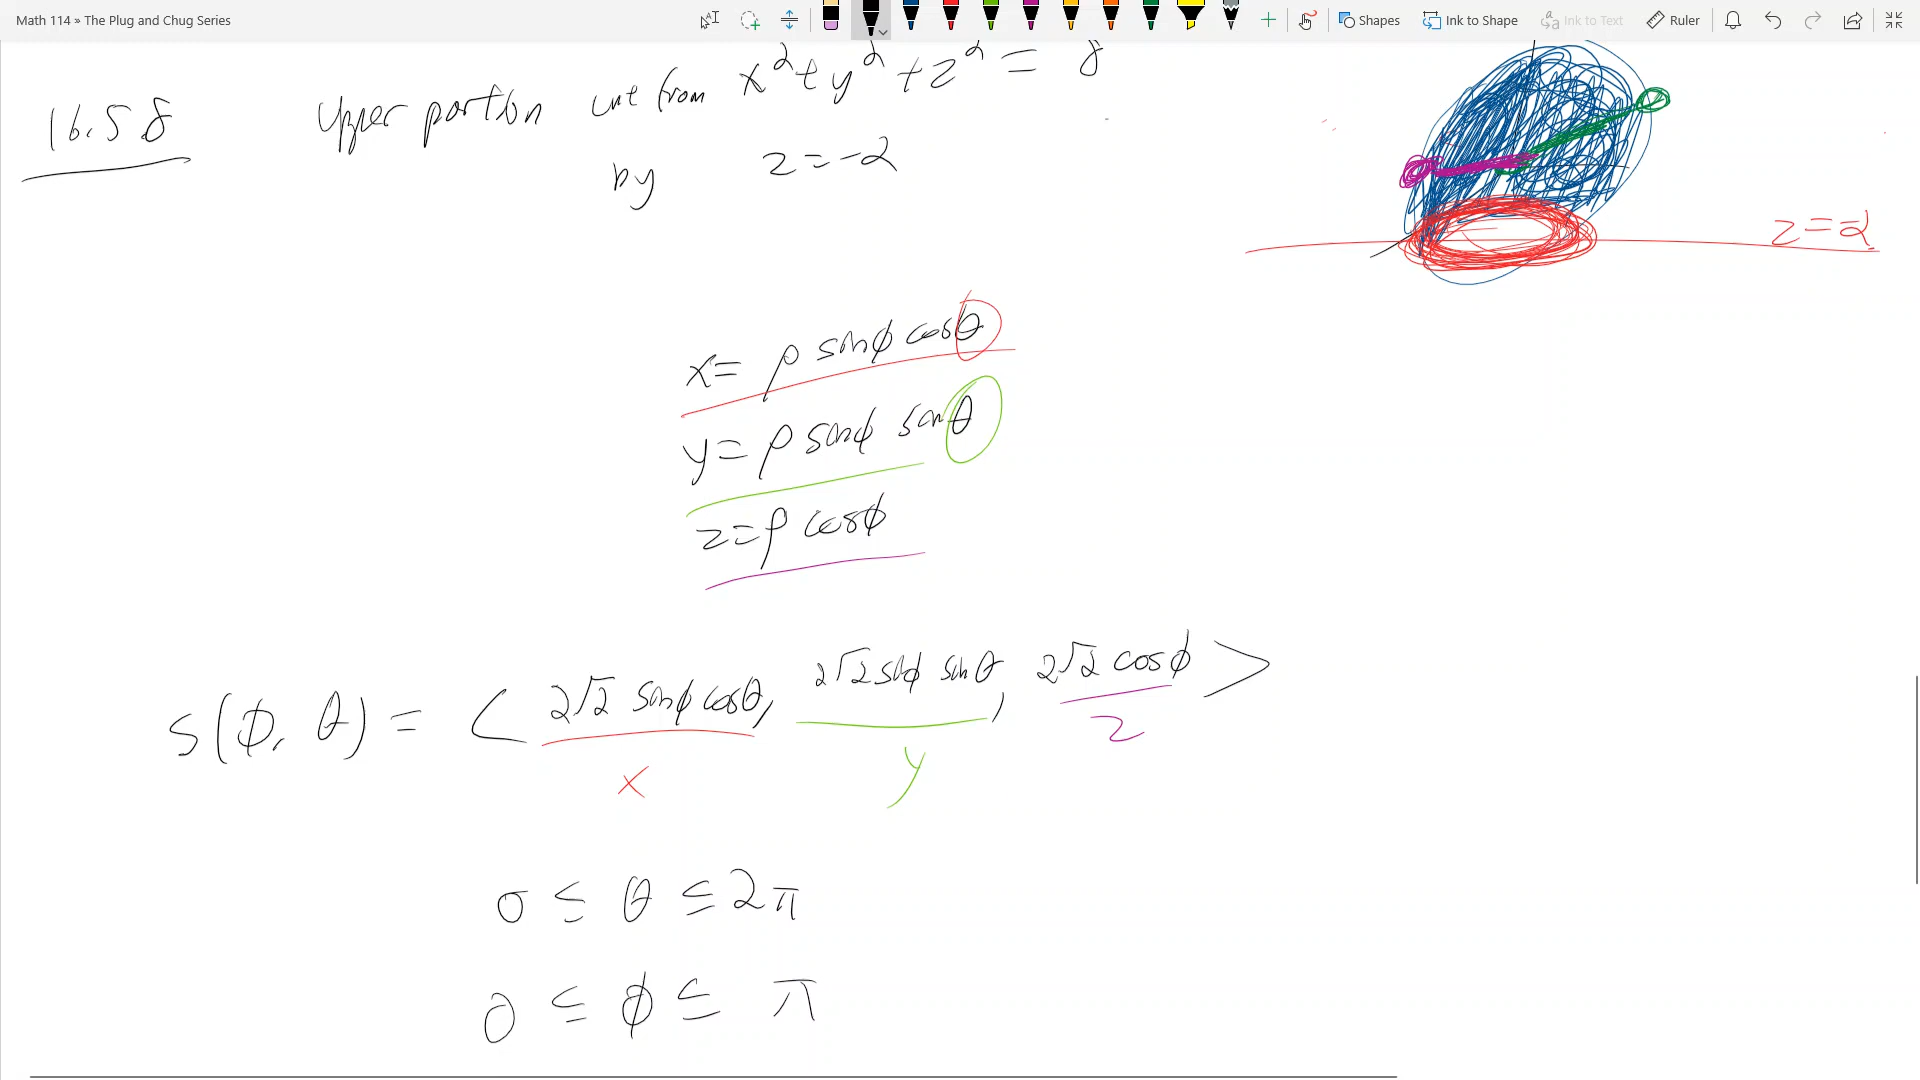 Math 114 » The Plug and Chug Series
Shapes
Ink to Shape
Ink to Text
Ruler
16.5 8
Upper portion cut from x² + y² + z² = 8
by z = -2
z = 2
x = ρ sinϕ cosθ
y = ρ sinϕ sinθ
z = ρ cosϕ
S(ϕ, θ) = < 2√2 sinϕ cosθ, 2√2 sinϕ sinθ, 2√2 cosϕ >
x y z
0 ≤ θ ≤ 2π
0 ≤ ϕ ≤ π